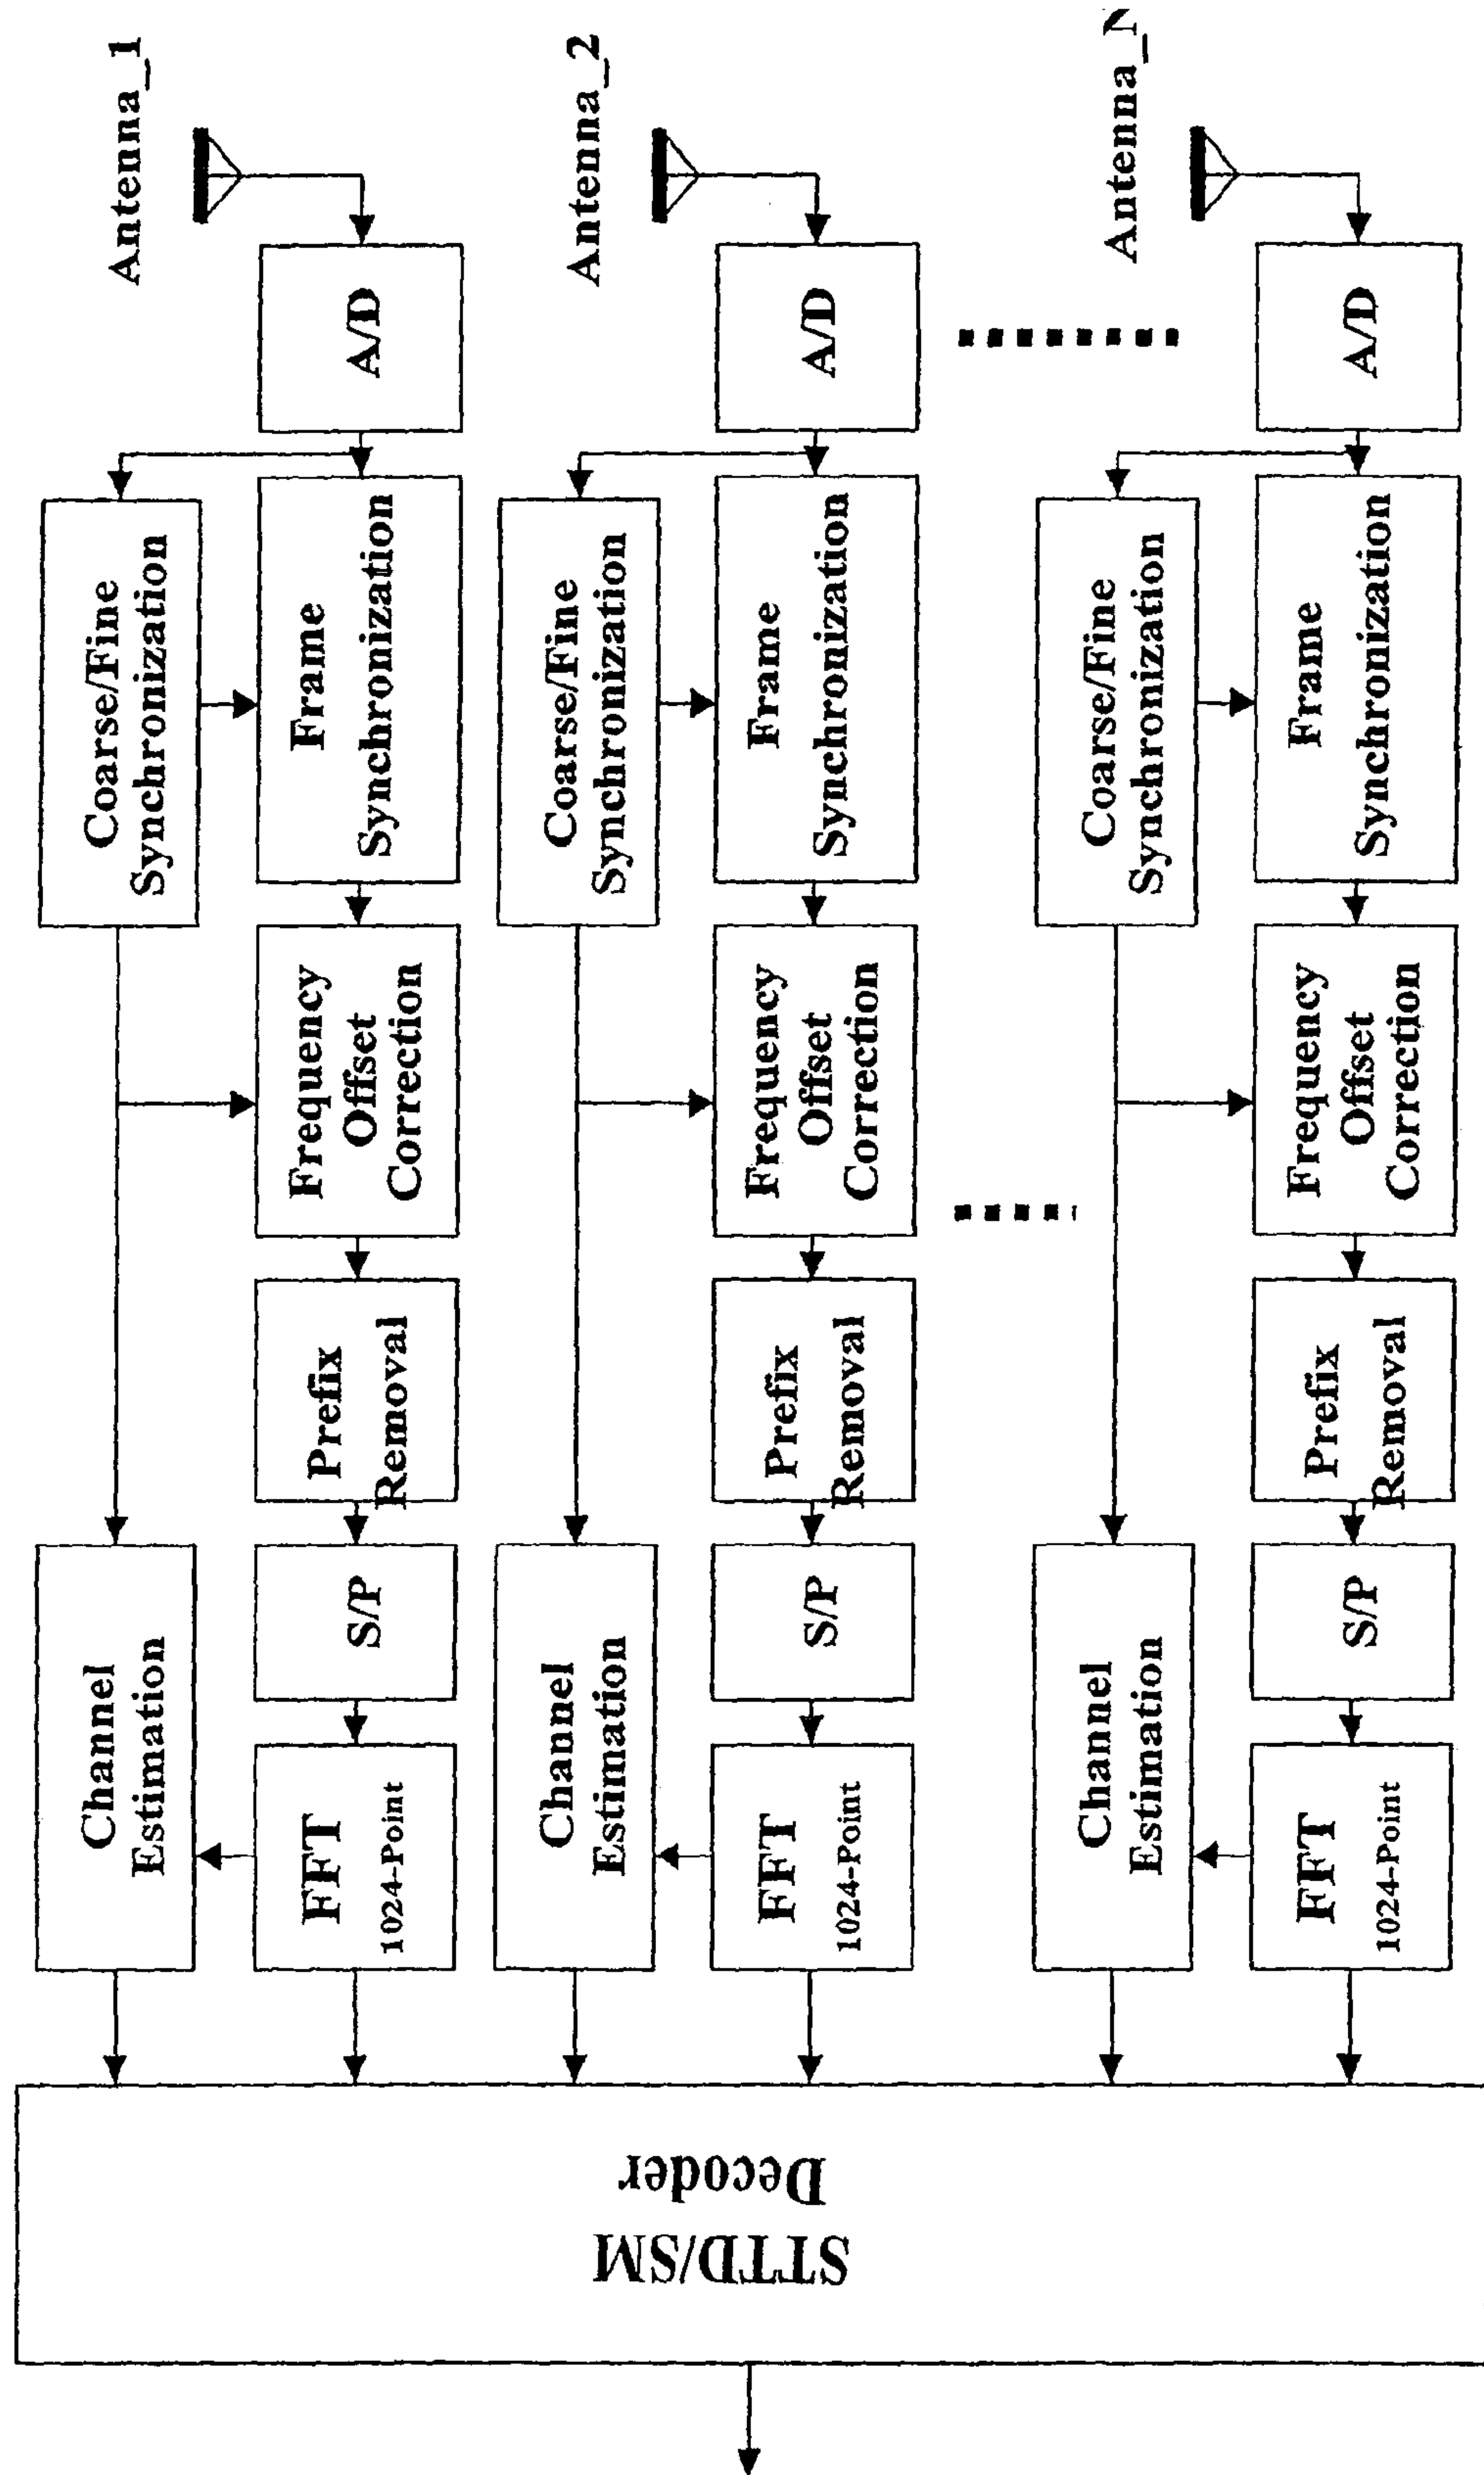 Antenna_1
A/D
Coarse/Fine
Synchronization
Frame
Synchronization
Frequency
Offset
Correction
Prefix
Removal
S/P
FFT
1024-Point
Channel
Estimation
Antenna_2
A/D
Coarse/Fine
Synchronization
Frame
Synchronization
Frequency
Offset
Correction
Prefix
Removal
S/P
FFT
1024-Point
Channel
Estimation
Antenna_N
A/D
Coarse/Fine
Synchronization
Frame
Synchronization
Frequency
Offset
Correction
Prefix
Removal
S/P
FFT
1024-Point
Channel
Estimation
STTD/SM
Decoder